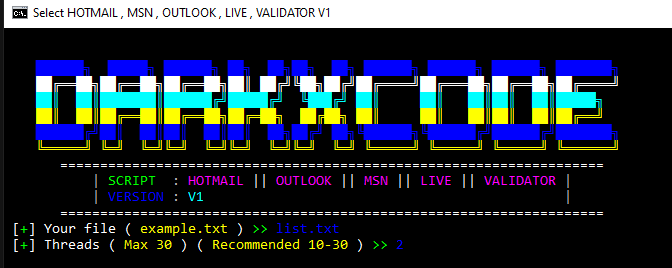 Select HOTMAIL , MSN , OUTLOOK , LIVE , VALIDATOR V1
DARKXCODE
====================================================================
| SCRIPT : HOTMAIL || OUTLOOK || MSN || LIVE || VALIDATOR |
| VERSION : V1 |
====================================================================
[+] Your file ( example.txt ) >> list.txt
[+] Threads ( Max 30 ) ( Recommended 10-30 ) >> 2